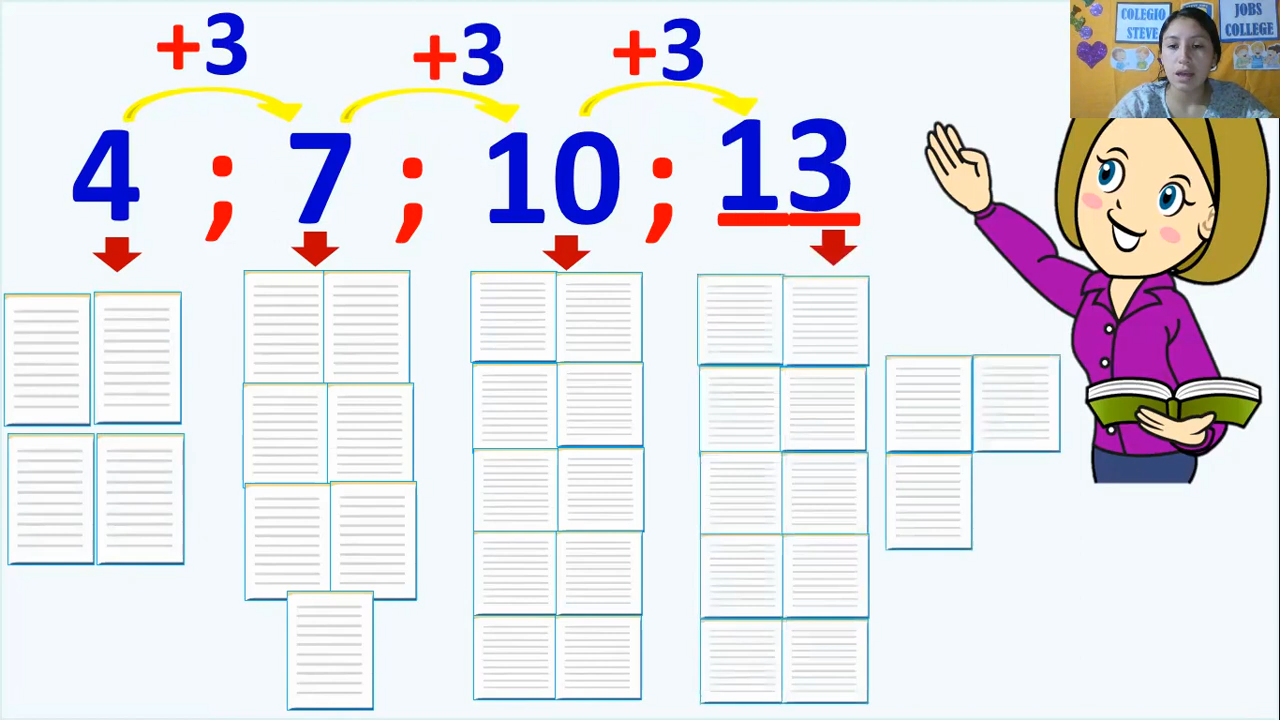 +3 +3 +3
4 ; 7 ; 10 ; 13
COLEGIO
STEVE
JOBS
COLLEGE